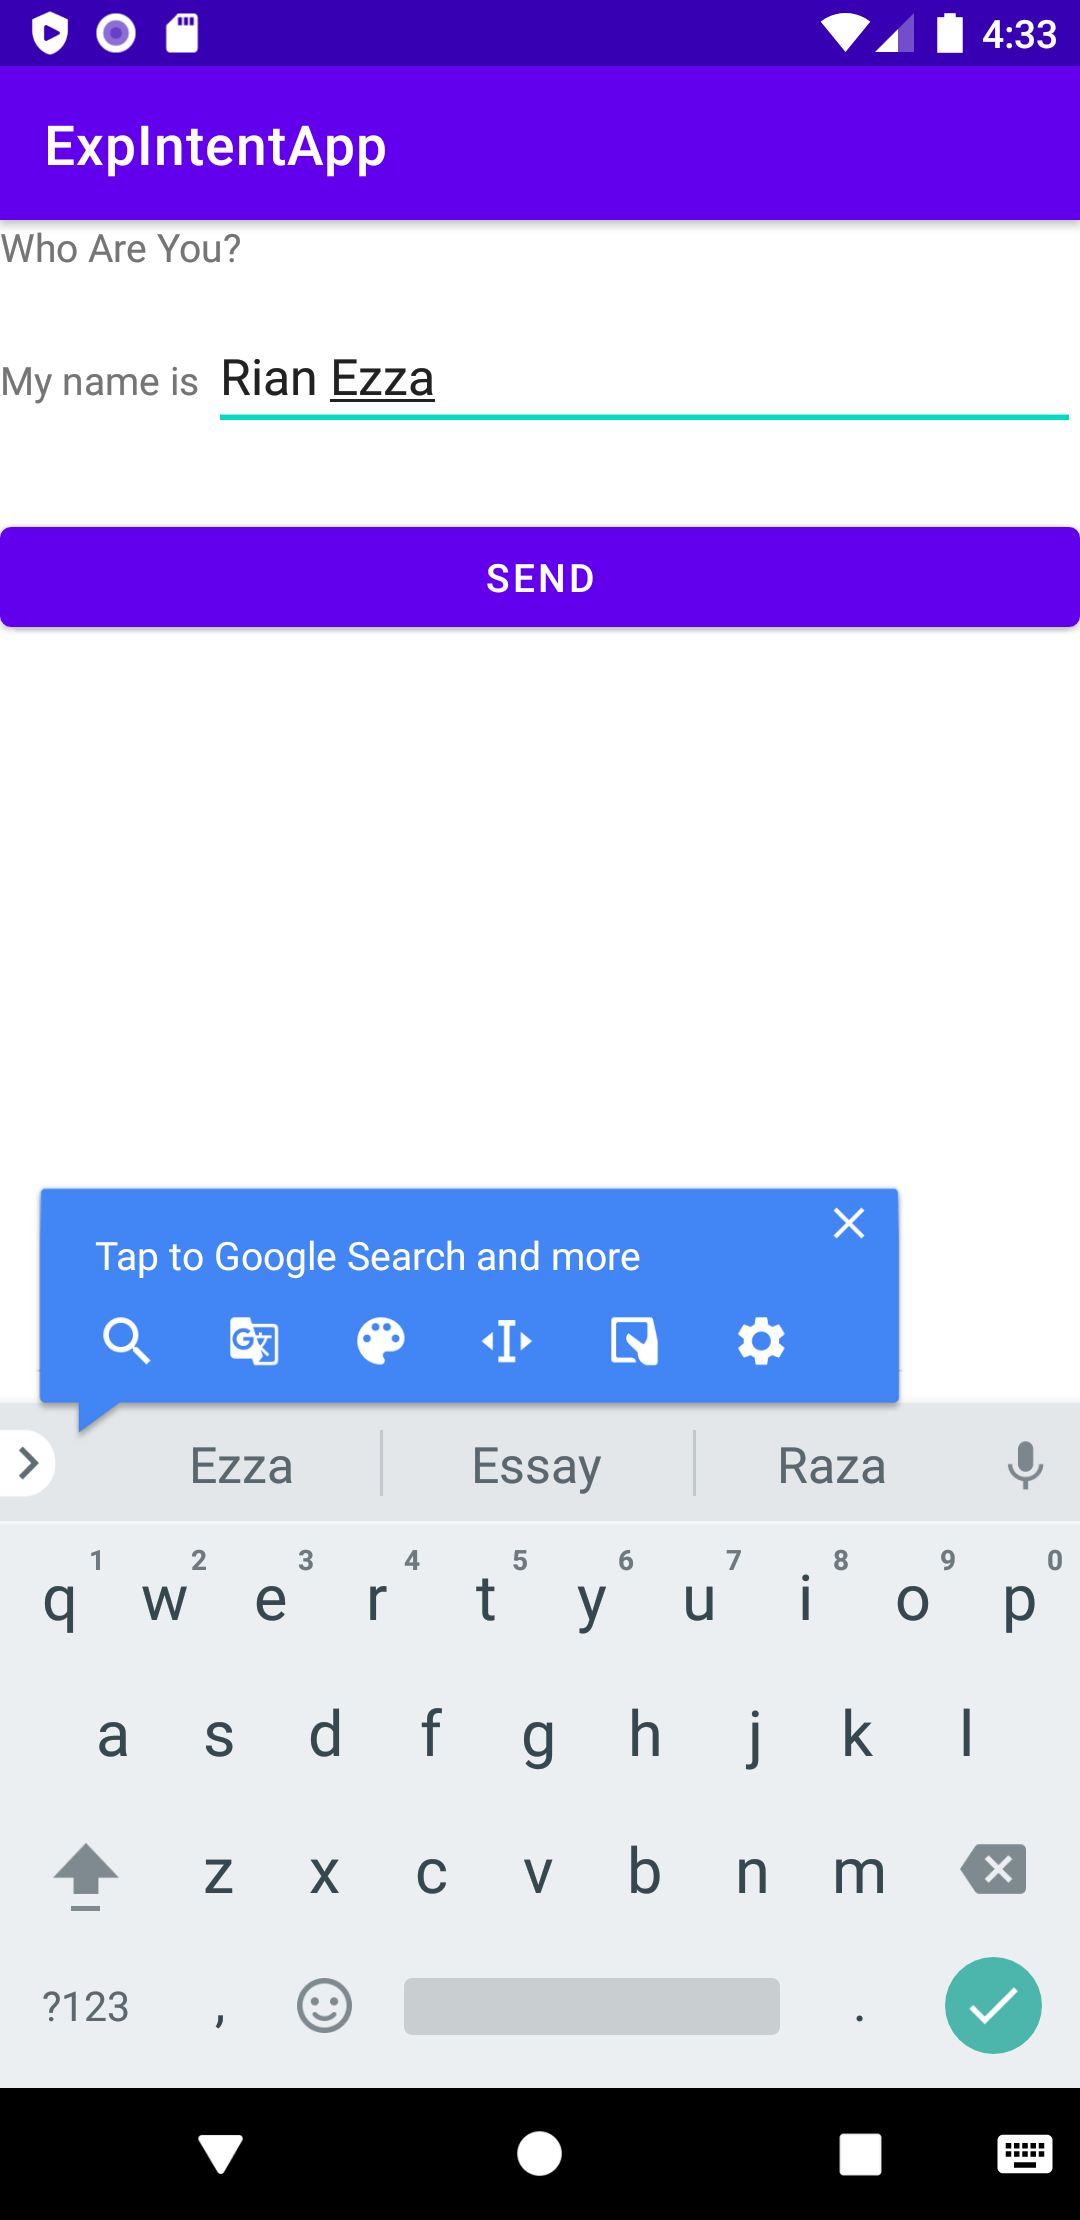 4:33
ExpIntentApp
Who Are You?
My name is Rian Ezza
SEND
Tap to Google Search and more
G
Ezza Essay Raza
1 2 3 4 5 6 7 8 9 0
q w e r t y u i o p
a s d f g h j k l
z x c v b n m
?123 , .